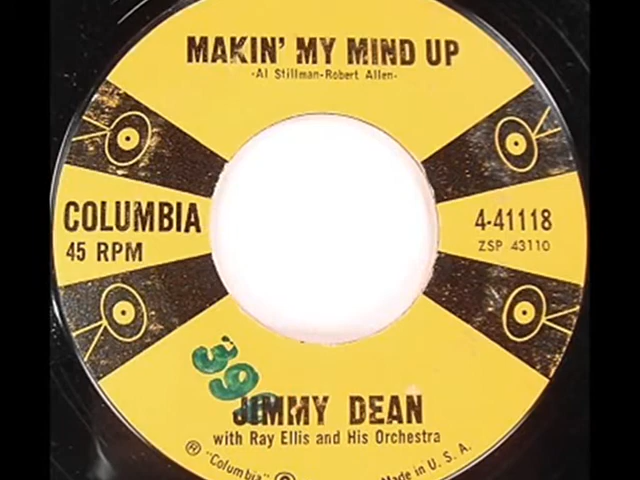 MAKIN' MY MIND UP
-Al Stillman-Robert Allen-
COLUMBIA
45 RPM
4-41118
ZSP 43110
39¢
JIMMY DEAN
with Ray Ellis and His Orchestra
® "Columbia"
Made in U. S. A.